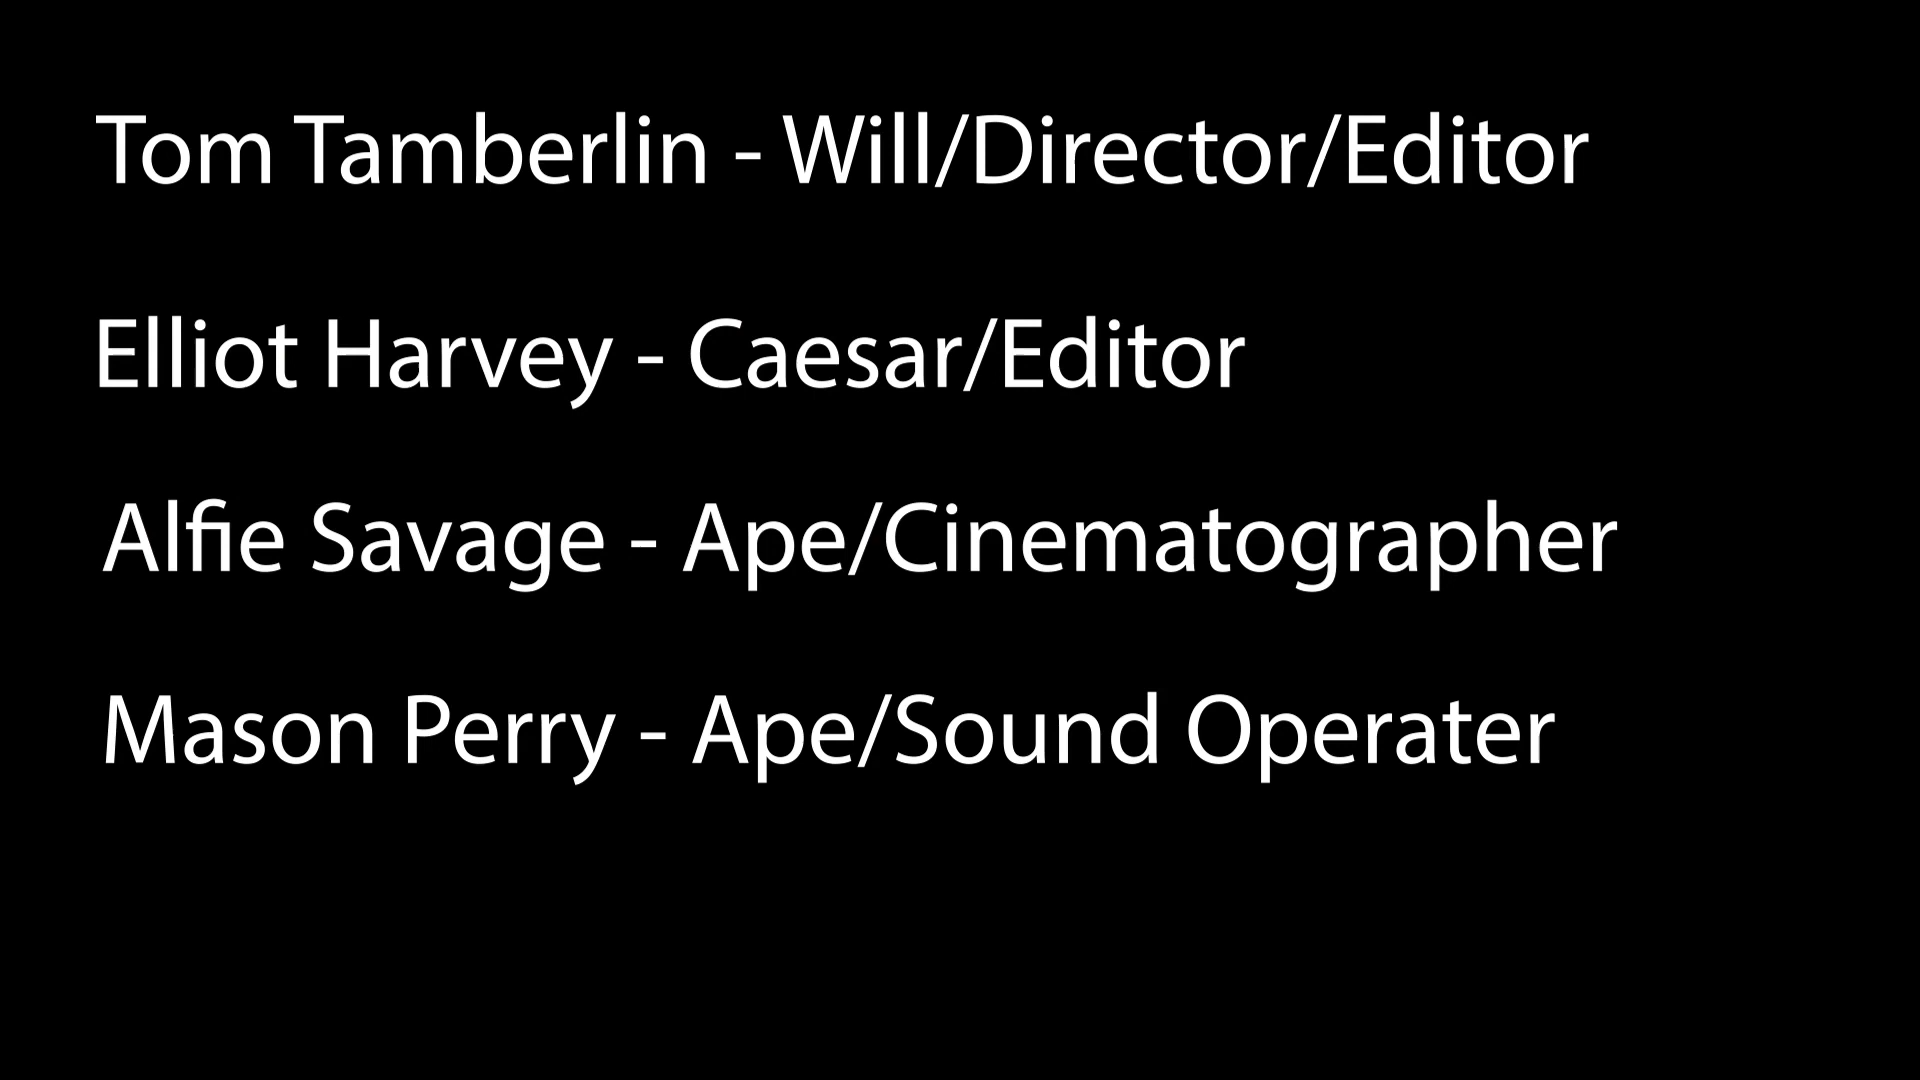 Tom Tamberlin - Will/Director/Editor
Elliot Harvey - Caesar/Editor
Alfie Savage - Ape/Cinematographer
Mason Perry - Ape/Sound Operater